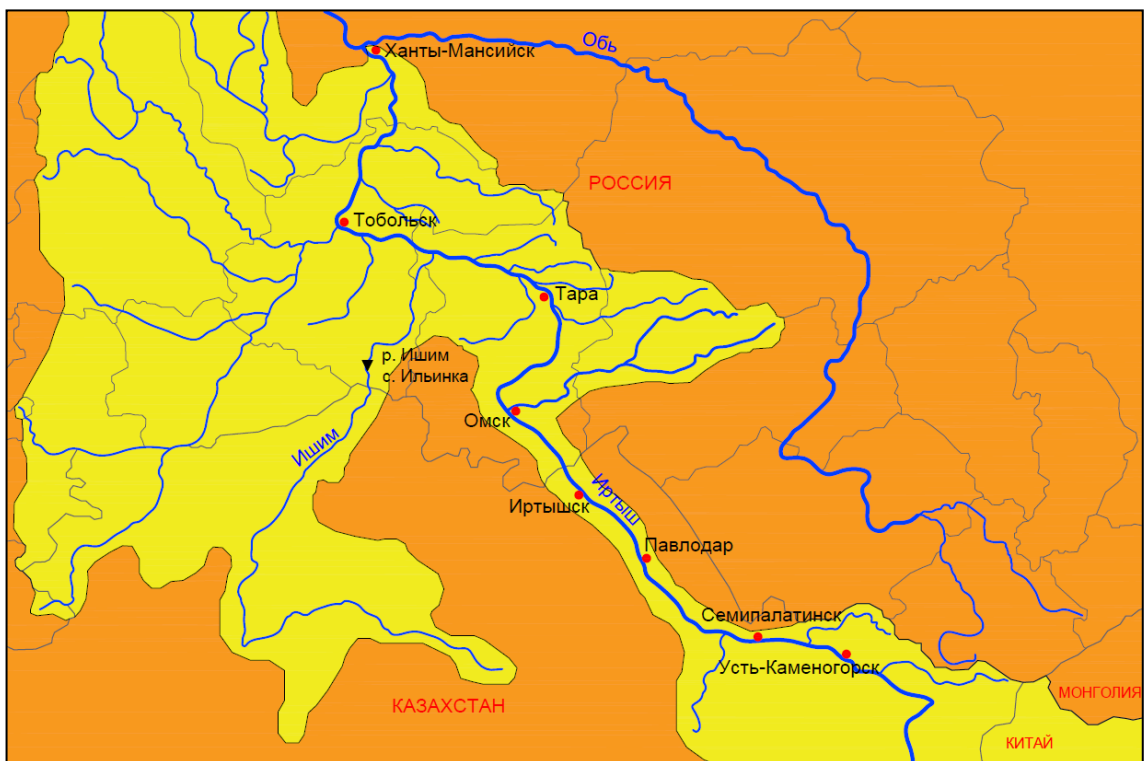 Обь
Ханты-Мансийск
РОССИЯ
Тобольск
Тара
р. Ишим
с. Ильинка
Омск
Ишим
Иртыш
Иртышск
Павлодар
Семипалатинск
Усть-Каменогорск
МОНГОЛИЯ
КАЗАХСТАН
КИТАЙ